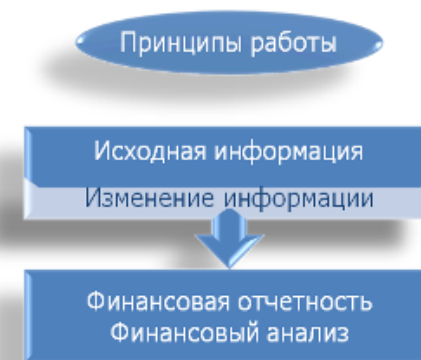 Принципы работы
Исходная информация
Изменение информации
Финансовая отчетность
Финансовый анализ